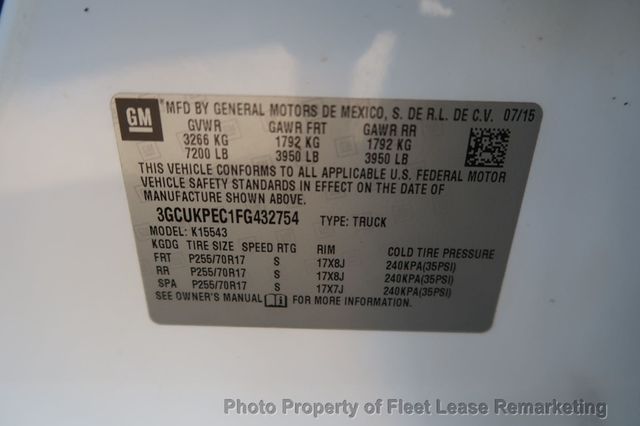 GM
MFD BY GENERAL MOTORS DE MEXICO, S. DE R.L. DE C.V. 07/15
GVWR GAWR FRT GAWR RR
3266 KG 1792 KG 1792 KG
7200 LB 3950 LB 3950 LB
THIS VEHICLE CONFORMS TO ALL APPLICABLE U.S. FEDERAL MOTOR
VEHICLE SAFETY STANDARDS IN EFFECT ON THE DATE OF
MANUFACTURE SHOWN ABOVE.
3GCUKPEC1FG432754 TYPE: TRUCK
MODEL: K15543
KGDG TIRE SIZE SPEED RTG RIM COLD TIRE PRESSURE
FRT P255/70R17 S 17X8J 240KPA(35PSI)
RR P255/70R17 S 17X8J 240KPA(35PSI)
SPA P255/70R17 S 17X7J 240KPA(35PSI)
SEE OWNER'S MANUAL FOR MORE INFORMATION.
Photo Property of Fleet Lease Remarketing